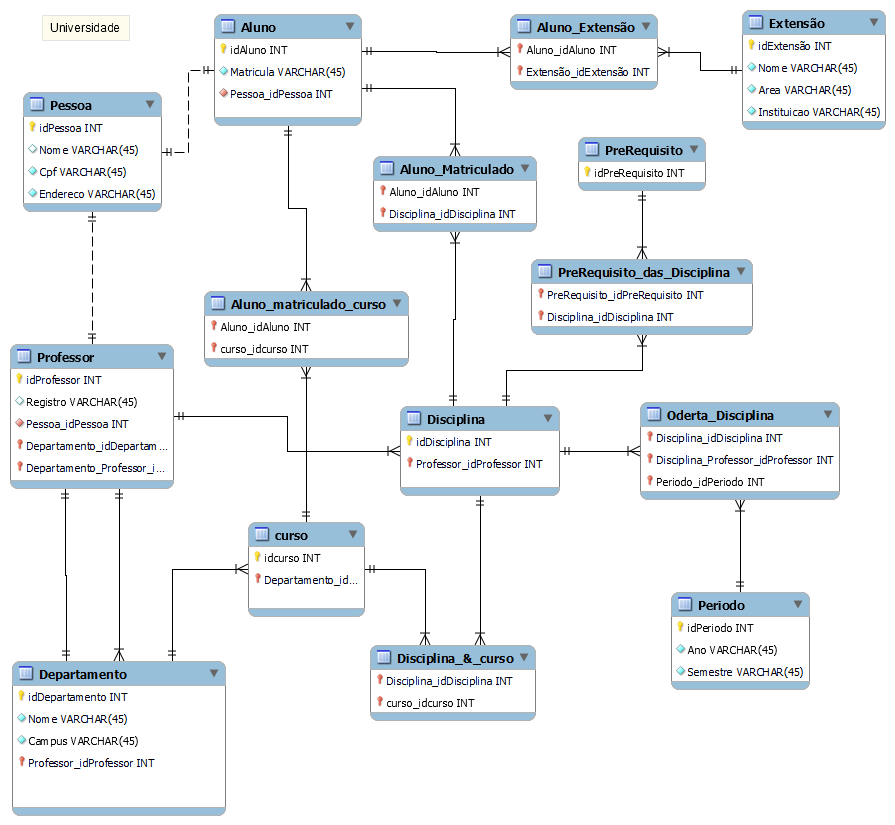 Universidade
Aluno
idAluno INT
Matricula VARCHAR(45)
Pessoa_idPessoa INT
Aluno_Extensão
Aluno_idAluno INT
Extensão_idExtensão INT
Extensão
idExtensão INT
Nome VARCHAR(45)
Area VARCHAR(45)
Instituicao VARCHAR(45)
Pessoa
idPessoa INT
Nome VARCHAR(45)
Cpf VARCHAR(45)
Endereco VARCHAR(45)
Aluno_Matriculado
Aluno_idAluno INT
Disciplina_idDisciplina INT
PreRequisito
idPreRequisito INT
PreRequisito_das_Disciplina
PreRequisito_idPreRequisito INT
Disciplina_idDisciplina INT
Aluno_matriculado_curso
Aluno_idAluno INT
curso_idcurso INT
Professor
idProfessor INT
Registro VARCHAR(45)
Pessoa_idPessoa INT
Departamento_idDepartam...
Departamento_Professor_i...
Disciplina
idDisciplina INT
Professor_idProfessor INT
Oderta_Disciplina
Disciplina_idDisciplina INT
Disciplina_Professor_idProfessor INT
Periodo_idPeriodo INT
curso
idcurso INT
Departamento_id...
Periodo
idPeriodo INT
Ano VARCHAR(45)
Semestre VARCHAR(45)
Disciplina_&_curso
Disciplina_idDisciplina INT
curso_idcurso INT
Departamento
idDepartamento INT
Nome VARCHAR(45)
Campus VARCHAR(45)
Professor_idProfessor INT